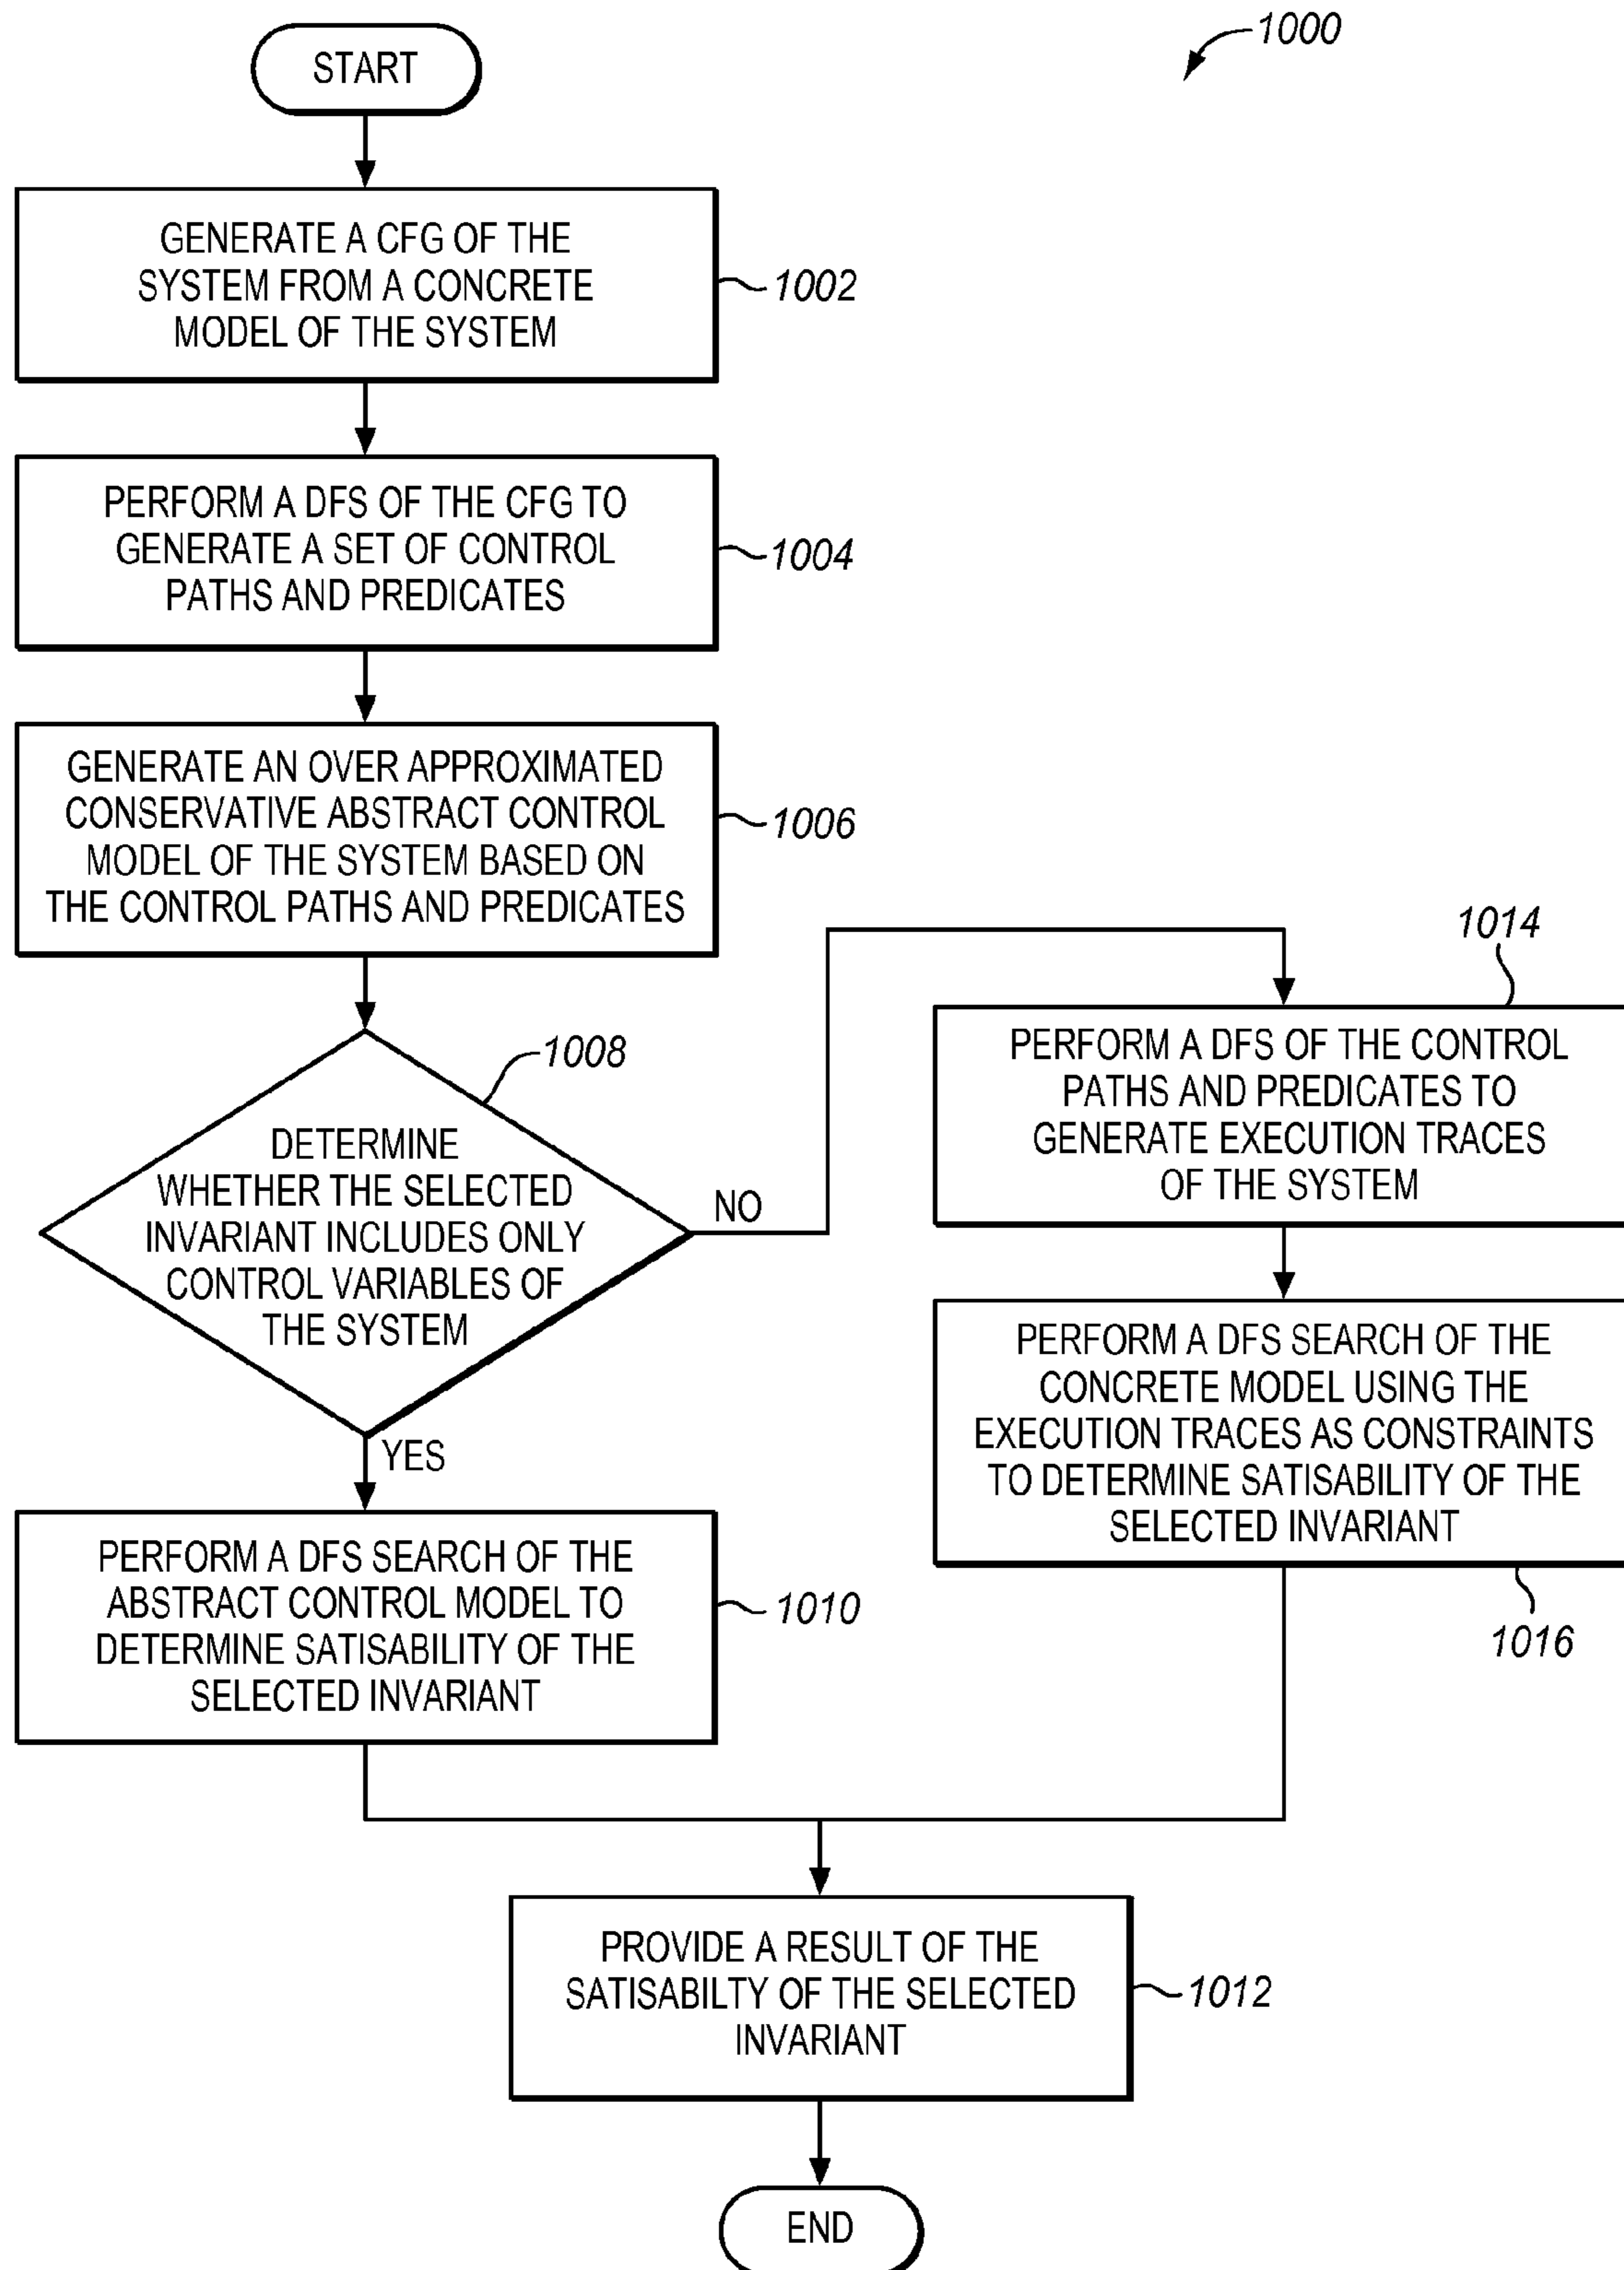 1000
START
GENERATE A CFG OF THE
SYSTEM FROM A CONCRETE
MODEL OF THE SYSTEM
1002
PERFORM A DFS OF THE CFG TO
GENERATE A SET OF CONTROL
PATHS AND PREDICATES
1004
GENERATE AN OVER APPROXIMATED
CONSERVATIVE ABSTRACT CONTROL
MODEL OF THE SYSTEM BASED ON
THE CONTROL PATHS AND PREDICATES
1006
1008
DETERMINE
WHETHER THE SELECTED
INVARIANT INCLUDES ONLY
CONTROL VARIABLES OF
THE SYSTEM
NO
YES
1014
PERFORM A DFS OF THE CONTROL
PATHS AND PREDICATES TO
GENERATE EXECUTION TRACES
OF THE SYSTEM
PERFORM A DFS SEARCH OF THE
CONCRETE MODEL USING THE
EXECUTION TRACES AS CONSTRAINTS
TO DETERMINE SATISABILITY OF THE
SELECTED INVARIANT
1016
PERFORM A DFS SEARCH OF THE
ABSTRACT CONTROL MODEL TO
DETERMINE SATISABILITY OF THE
SELECTED INVARIANT
1010
PROVIDE A RESULT OF THE
SATISABILTY OF THE SELECTED
INVARIANT
1012
END